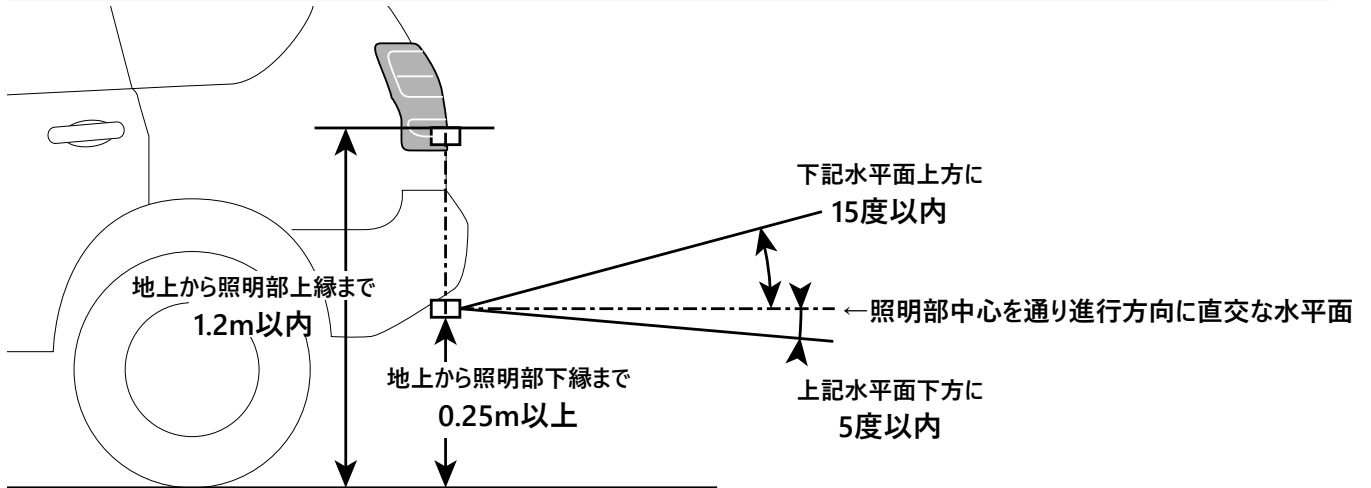 下記水平面上方に
15度以内
地上から照明部上縁まで
1.2m以内
←照明部中心を通り進行方向に直交な水平面
地上から照明部下縁まで
0.25m以上
上記水平面下方に
5度以内